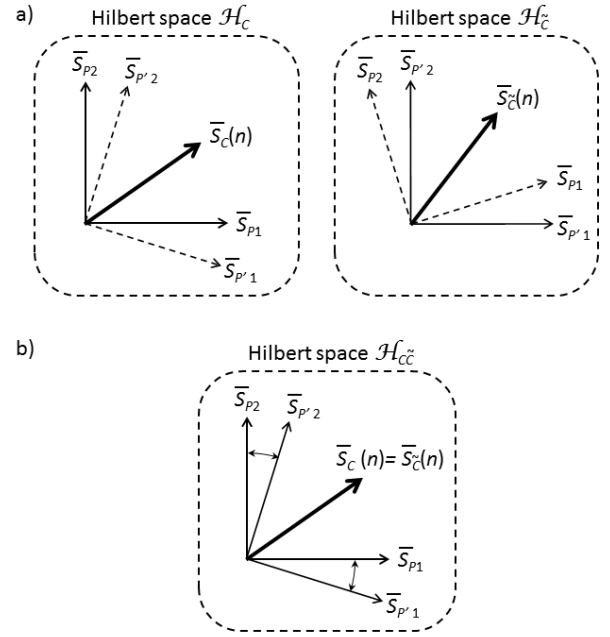 a)
Hilbert space ℋ_C
S̅_P2
S̅_P′2
S̅_C(n)
S̅_P1
S̅_P′1
Hilbert space ℋ_C̃
S̅_P2
S̅_P′2
S̅_C̃(n)
S̅_P1
S̅_P′1
b)
Hilbert space ℋ_CC̃
S̅_P2
S̅_P′2
S̅_C (n)= S̅_C̃(n)
S̅_P1
S̅_P′1